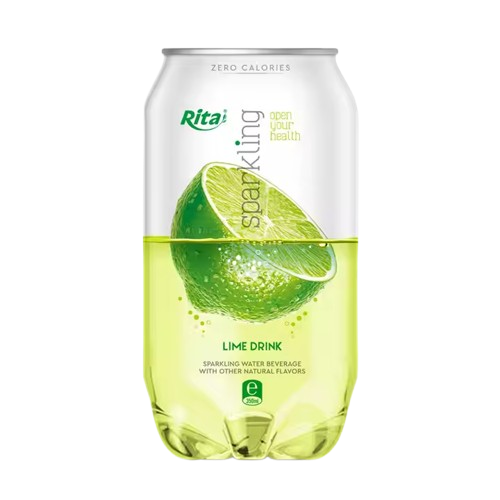 ZERO CALORIES
Rita
sparkling
open
your
health
LIME DRINK
SPARKLING WATER BEVERAGE
WITH OTHER NATURAL FLAVORS
e